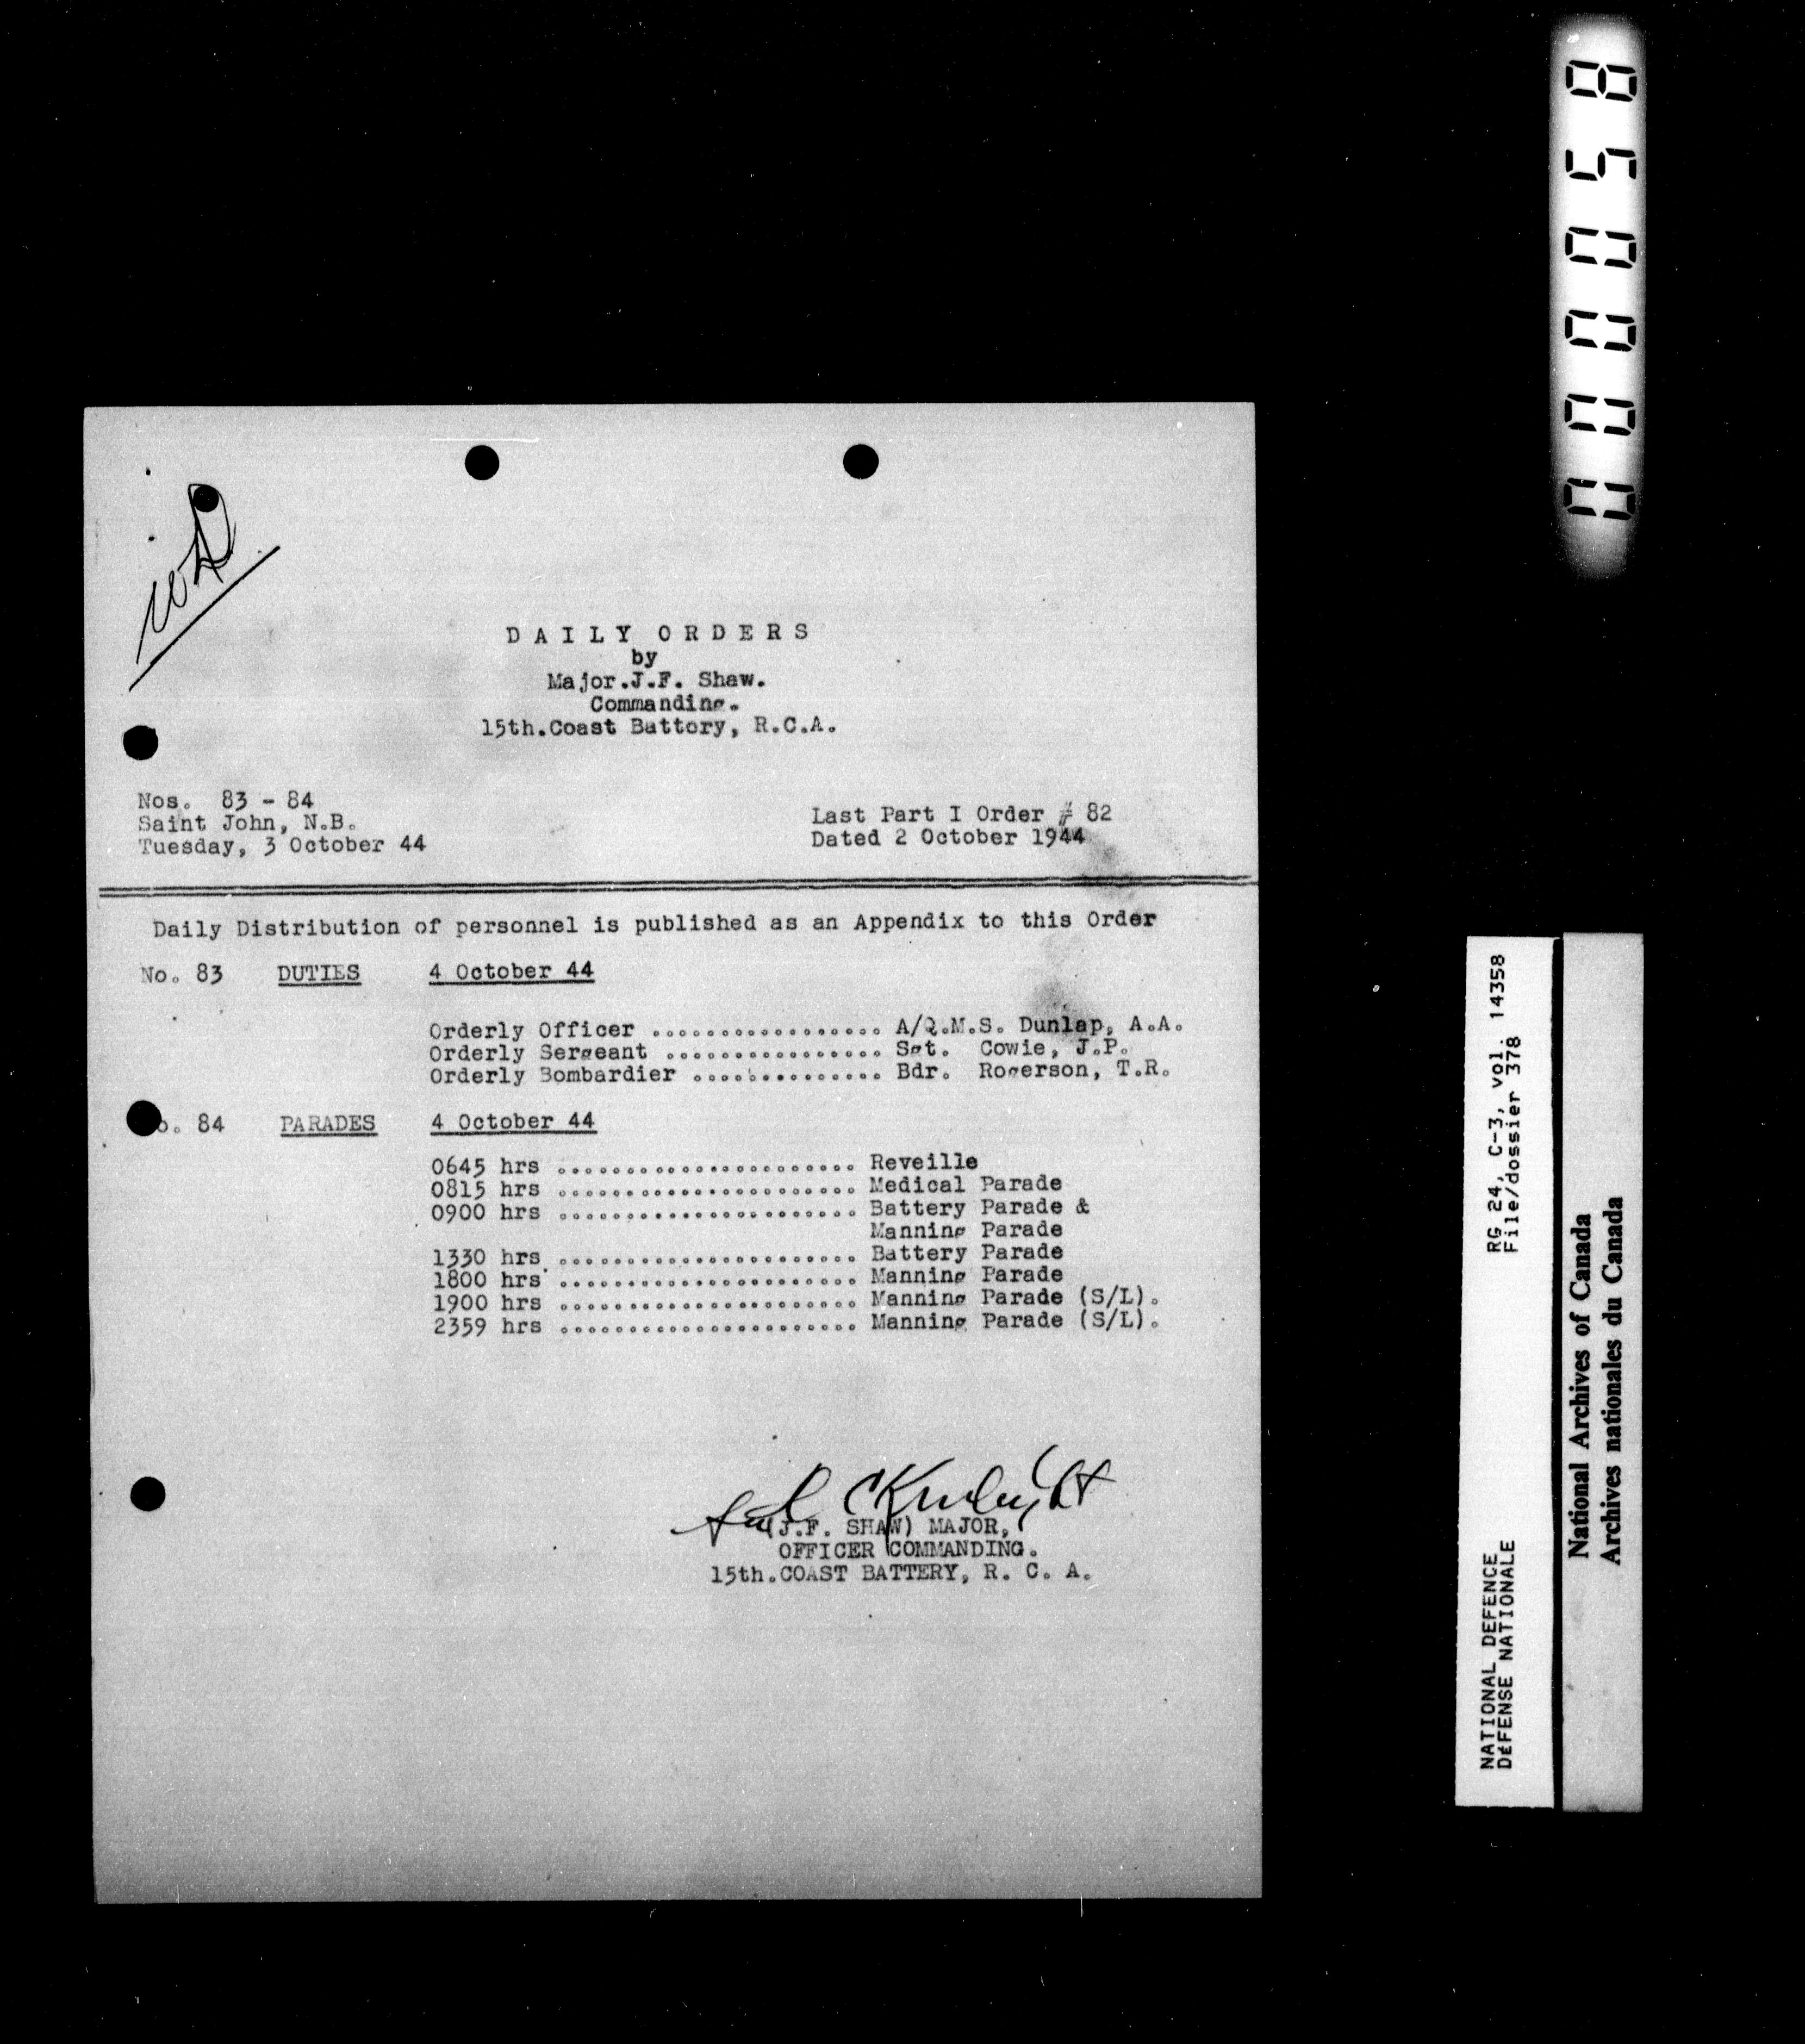 DAILY ORDERS
by
Major.J.F. Shaw.
Commanding.
15th.Coast Battery, R.C.A.
Nos. 83 - 84
Saint John, N.B.
Tuesday, 3 October 44
Last Part I Order # 82
Dated 2 October 1944
Daily Distribution of personnel is published as an Appendix to this Order
No. 83 DUTIES 4 October 44
Orderly Officer ................. A/Q.M.S. Dunlap, A.A.
Orderly Sergeant ................ Sgt. Cowie, J.P.
Orderly Bombardier .............. Bdr. Rogerson, T.R.
o. 84 PARADES 4 October 44
0645 hrs ...................... Reveille
0815 hrs ...................... Medical Parade
0900 hrs ...................... Battery Parade &
Manning Parade
1330 hrs ...................... Battery Parade
1800 hrs ...................... Manning Parade
1900 hrs ...................... Manning Parade (S/L).
2359 hrs ...................... Manning Parade (S/L).
(J.F. SHAW) MAJOR,
OFFICER COMMANDING.
15th.COAST BATTERY, R. C. A.
000058
NATIONAL DEFENCE RG 24, C-3, vol. 14358
DéFENSE NATIONALE File/dossier 378
National Archives of Canada
Archives nationales du Canada